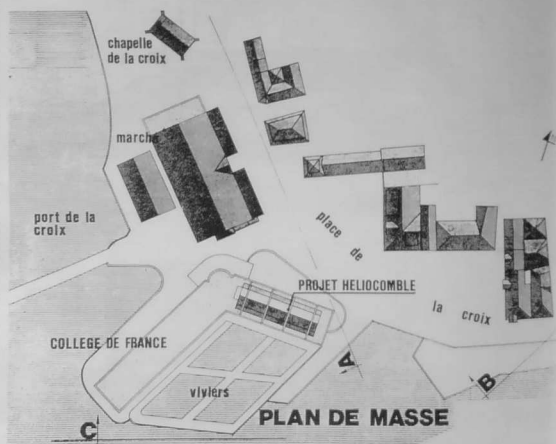 chapelle
de la croix
marche
port de la
croix
place de
la croix
PROJET HELIOCOMBLE
COLLEGE DE FRANCE
viviers
A
B
C
PLAN DE MASSE